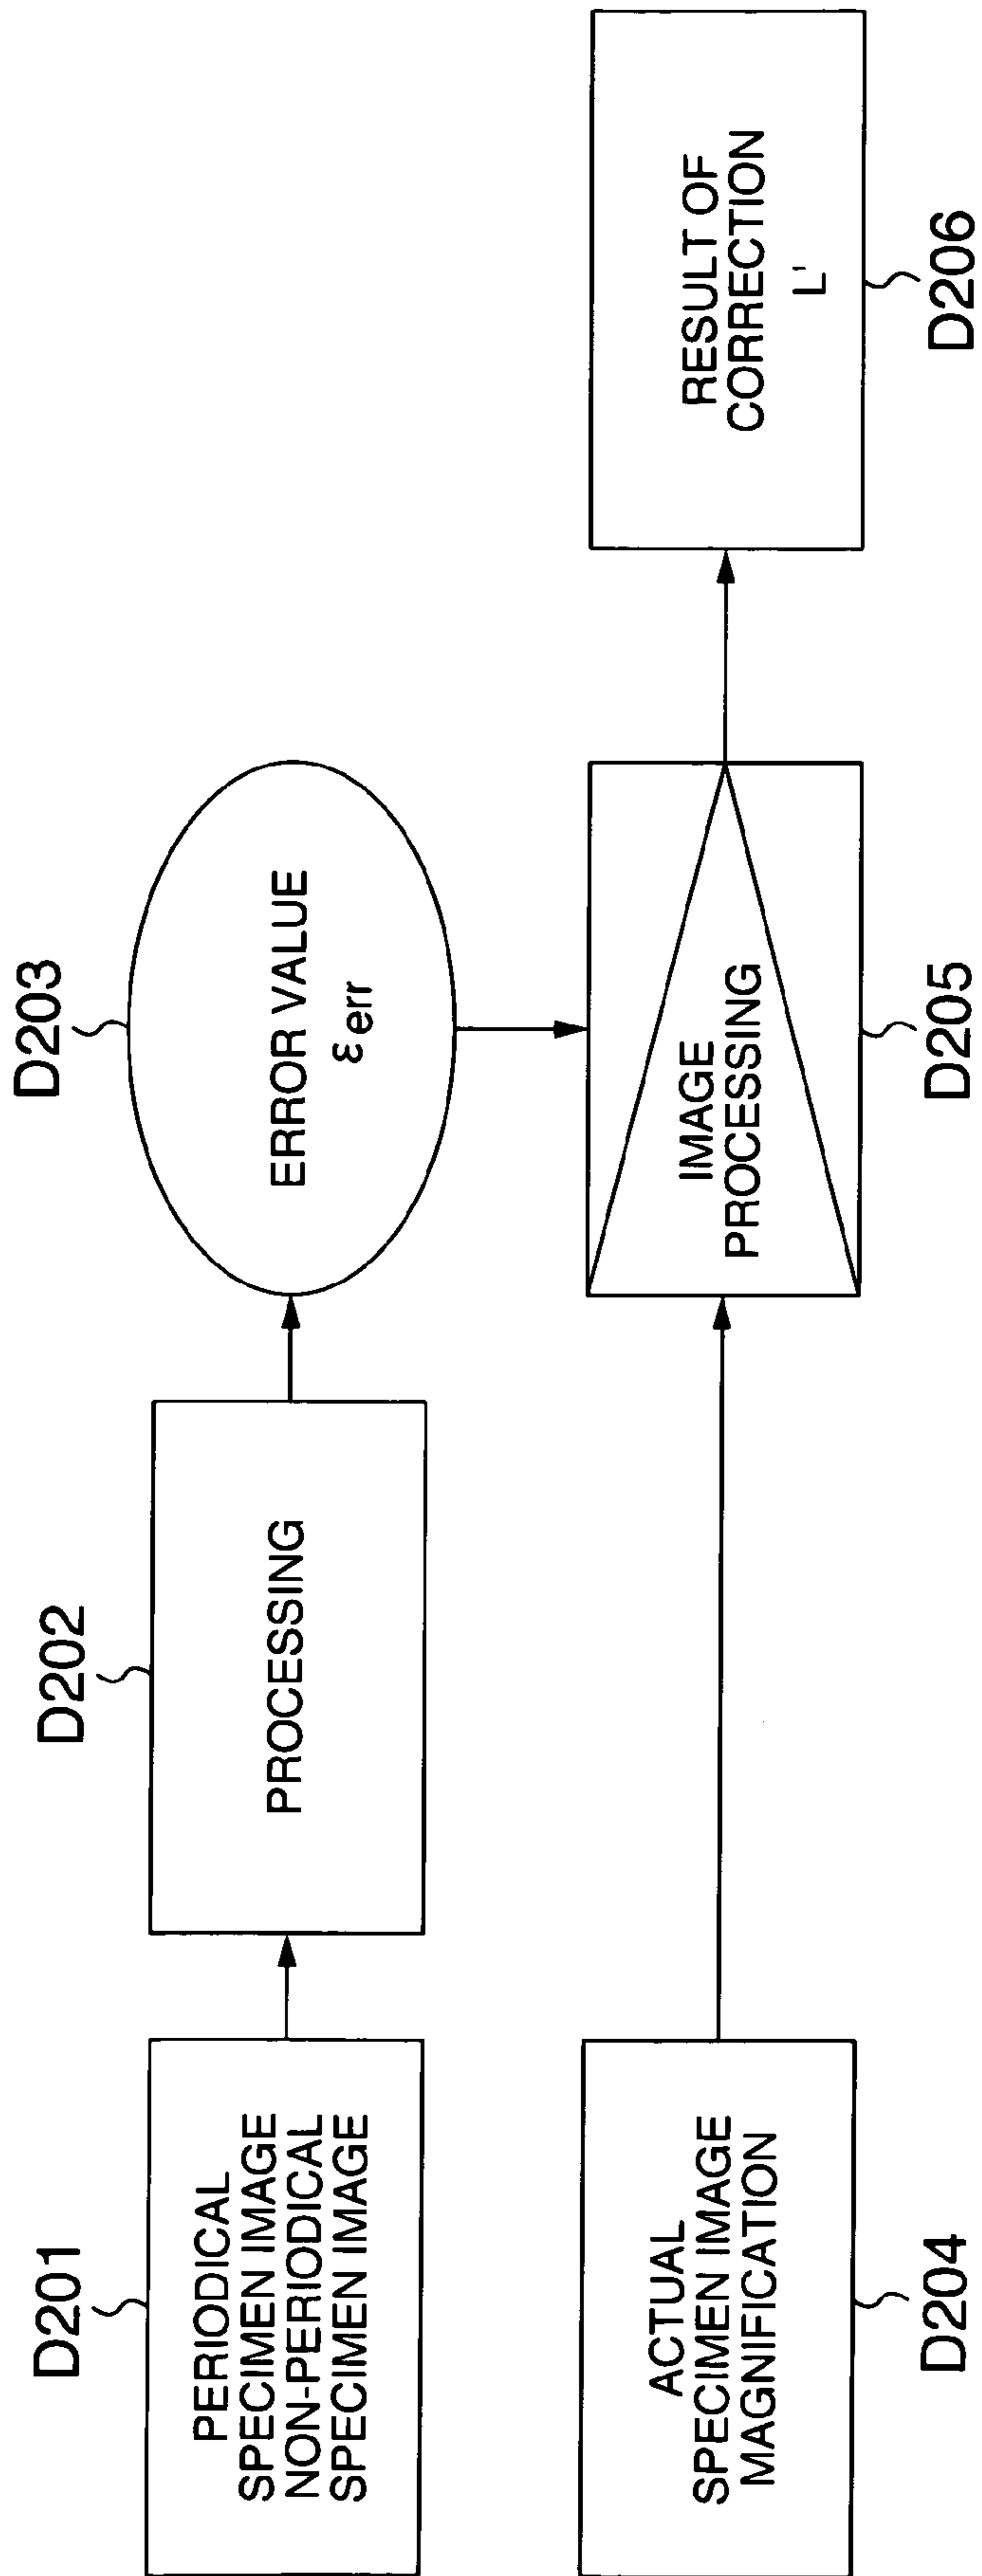 D201
PERIODICAL
SPECIMEN IMAGE
NON-PERIODICAL
SPECIMEN IMAGE
D202
PROCESSING
D203
ERROR VALUE
εerr
ACTUAL
SPECIMEN IMAGE
MAGNIFICATION
D204
IMAGE
PROCESSING
D205
RESULT OF
CORRECTION
L'
D206